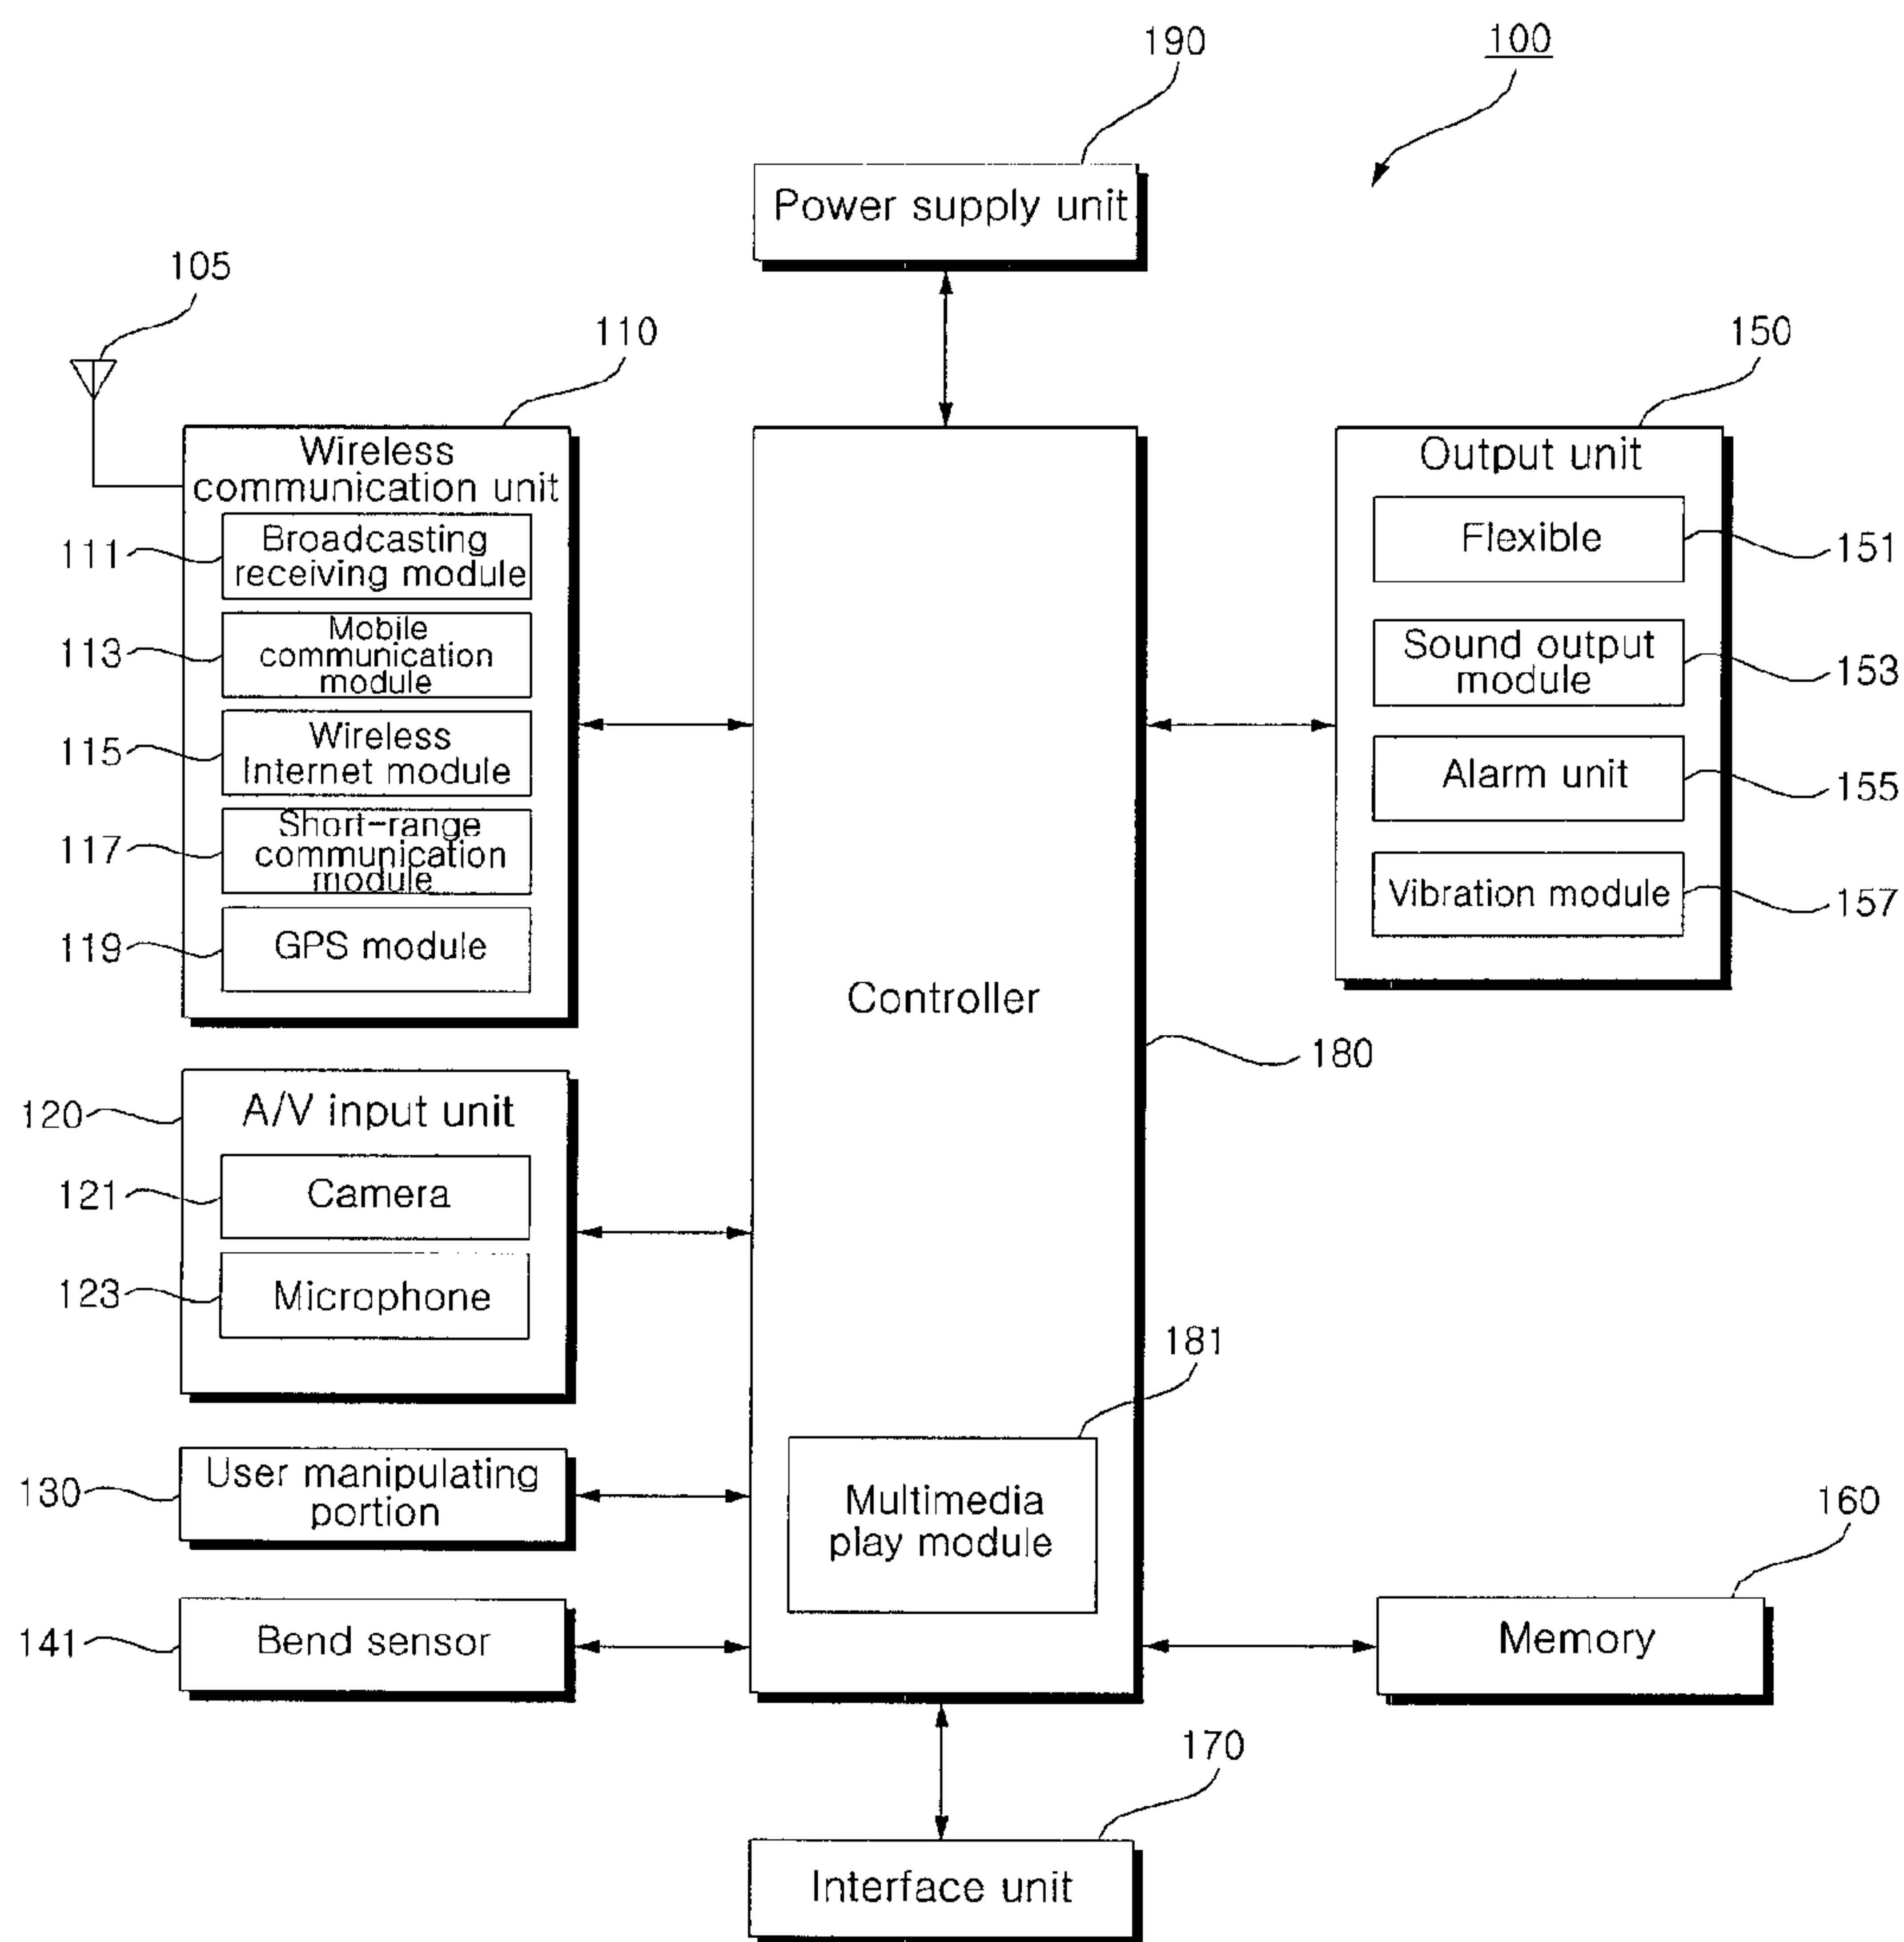 190
100
Power supply unit
105
110
150
Wireless
communication unit
Output unit
111
Broadcasting
receiving module
Flexible
151
113
Mobile
communication
module
Sound output
module
153
115
Wireless
Internet module
Alarm unit
155
117
Short-range
communication
module
Vibration module
157
119
GPS module
Controller
180
120
A/V input unit
121
Camera
123
Microphone
181
130
User manipulating
portion
Multimedia
play module
160
141
Bend sensor
Memory
170
Interface unit